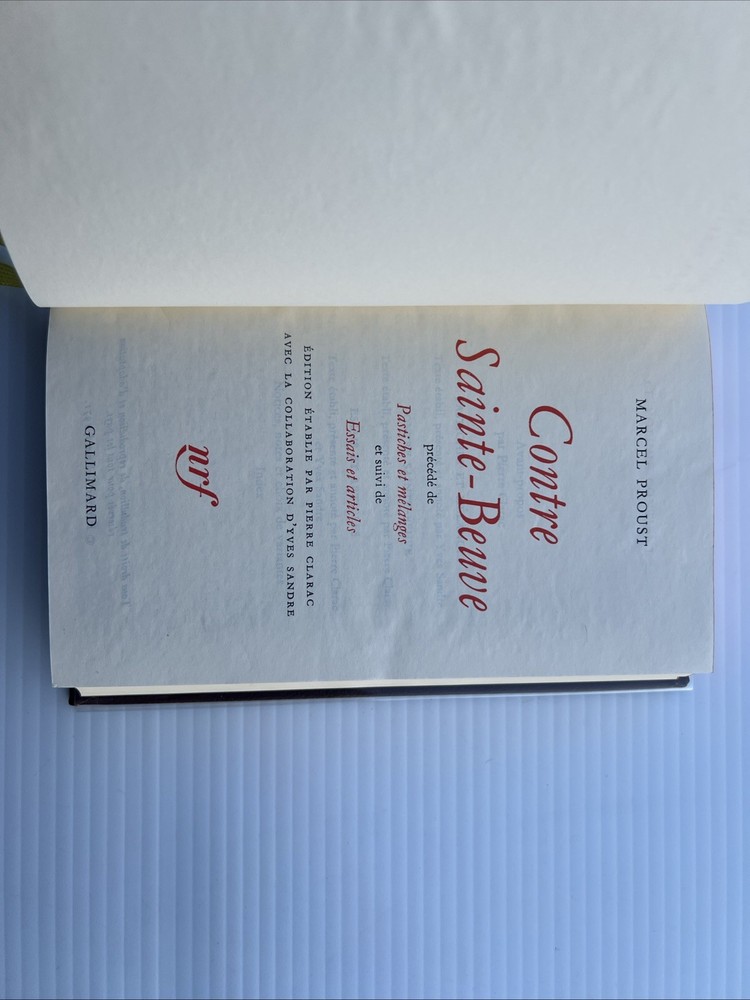 MARCEL PROUST
Contre
Sainte-Beuve
précédé de
Pastiches et mélanges
et suivi de
Essais et articles
ÉDITION ÉTABLIE PAR PIERRE CLARAC
AVEC LA COLLABORATION D'YVES SANDRE
nrf
GALLIMARD